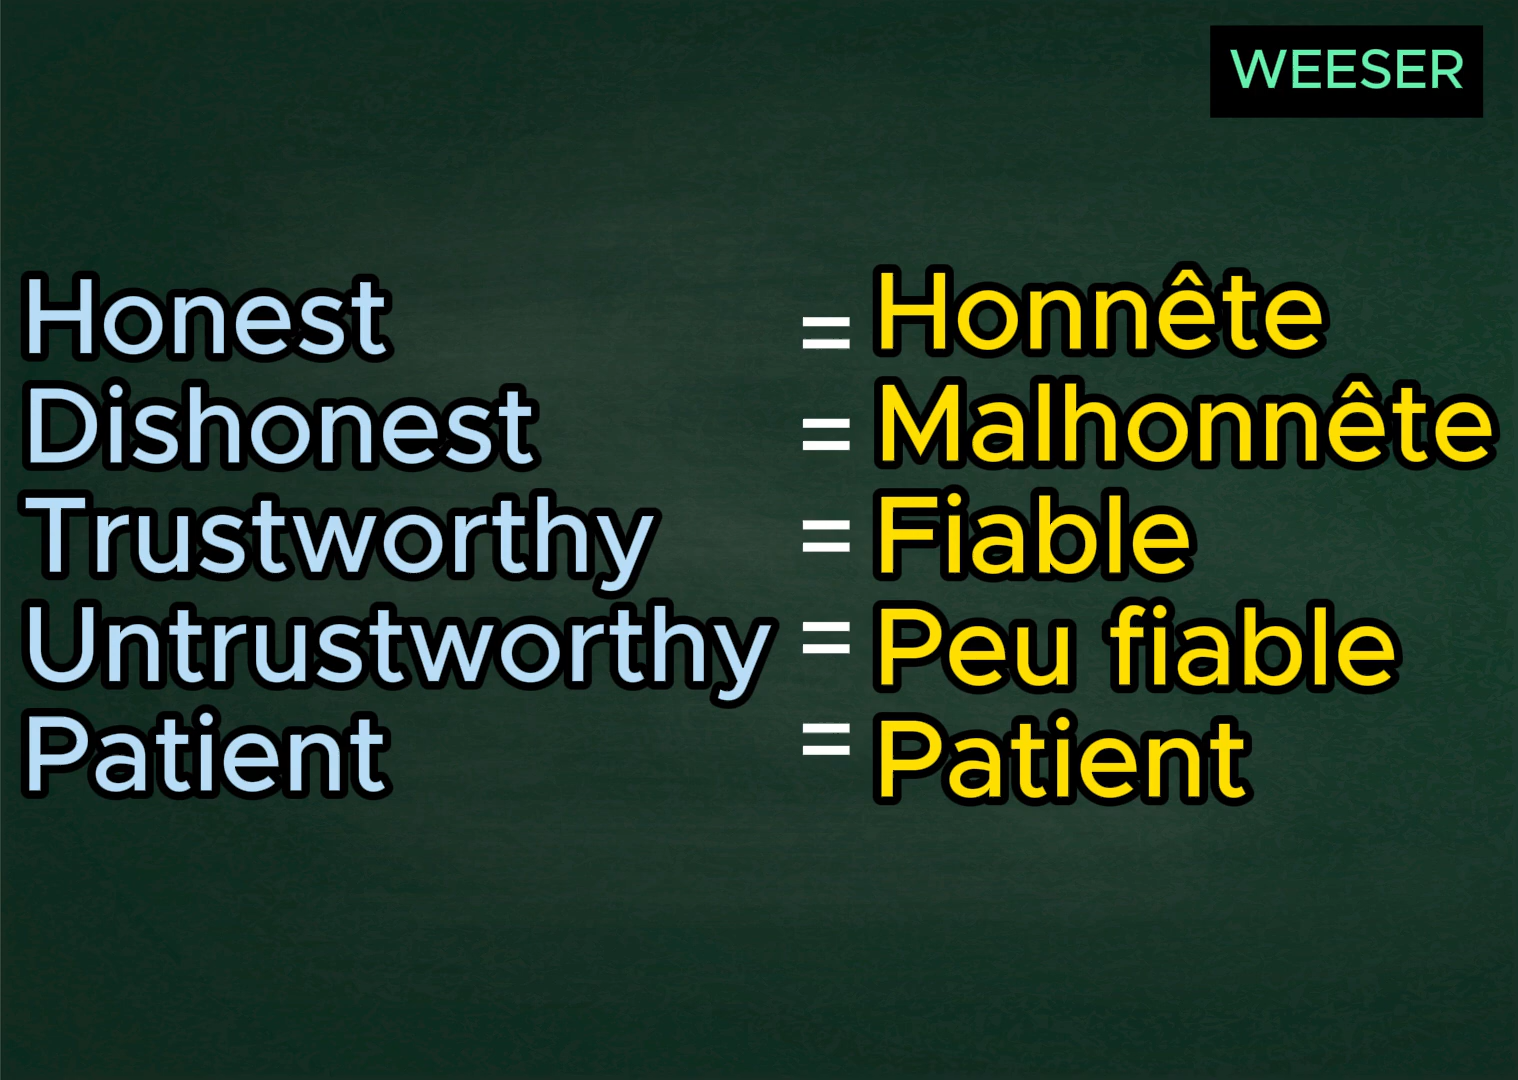 WEESER
Honest = Honnête
Dishonest = Malhonnête
Trustworthy = Fiable
Untrustworthy = Peu fiable
Patient = Patient